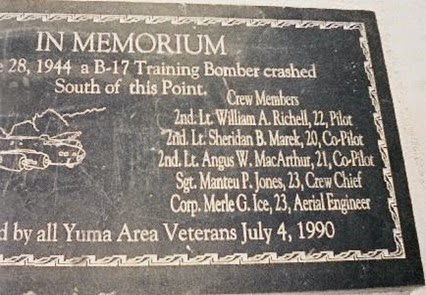 IN MEMORIUM
e 28, 1944 a B-17 Training Bomber crashed
South of this Point.
Crew Members
2nd. Lt. William A. Richell, 22, Pilot
2nd. Lt. Sheridan B. Marek, 20, Co-Pilot
2nd. Lt. Angus W. MacArthur, 21, Co-Pilot
Sgt. Manteu P. Jones, 23, Crew Chief
Corp. Merle G. Ice, 23, Aerial Engineer
d by all Yuma Area Veterans July 4, 1990